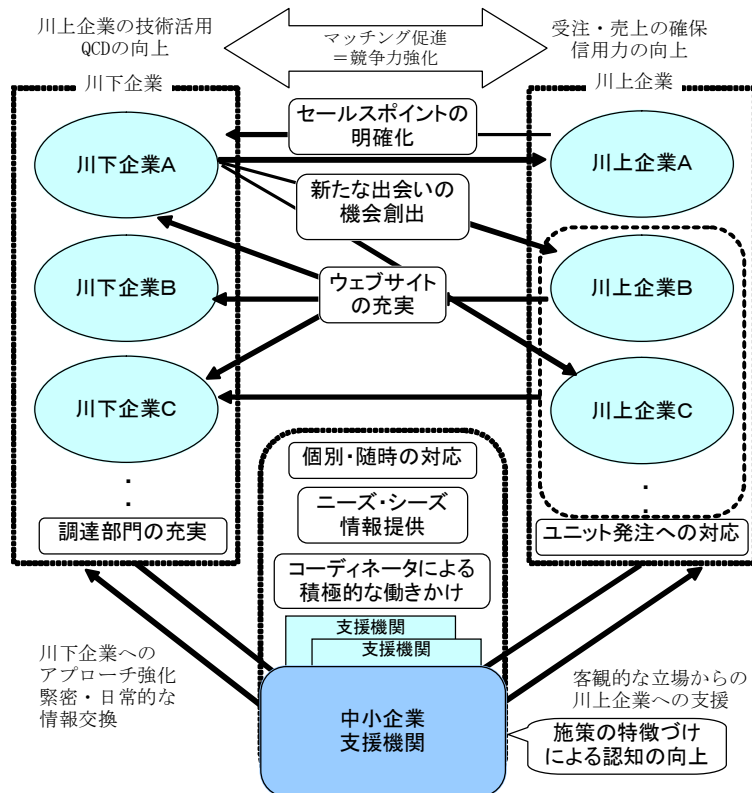 川上企業の技術活用
QCDの向上
マッチング促進
＝競争力強化
受注・売上の確保
信用力の向上
川下企業
川上企業
セールスポイントの
明確化
川下企業A
川上企業A
新たな出会いの
機会創出
川下企業B
ウェブサイト
の充実
川上企業B
川下企業C
川上企業C
個別・随時の対応
ニーズ・シーズ
情報提供
調達部門の充実
ユニット発注への対応
コーディネータによる
積極的な働きかけ
支援機関
支援機関
川下企業への
アプローチ強化
緊密・日常的な
情報交換
客観的な立場からの
川上企業への支援
中小企業
支援機関
施策の特徴づけ
による認知の向上